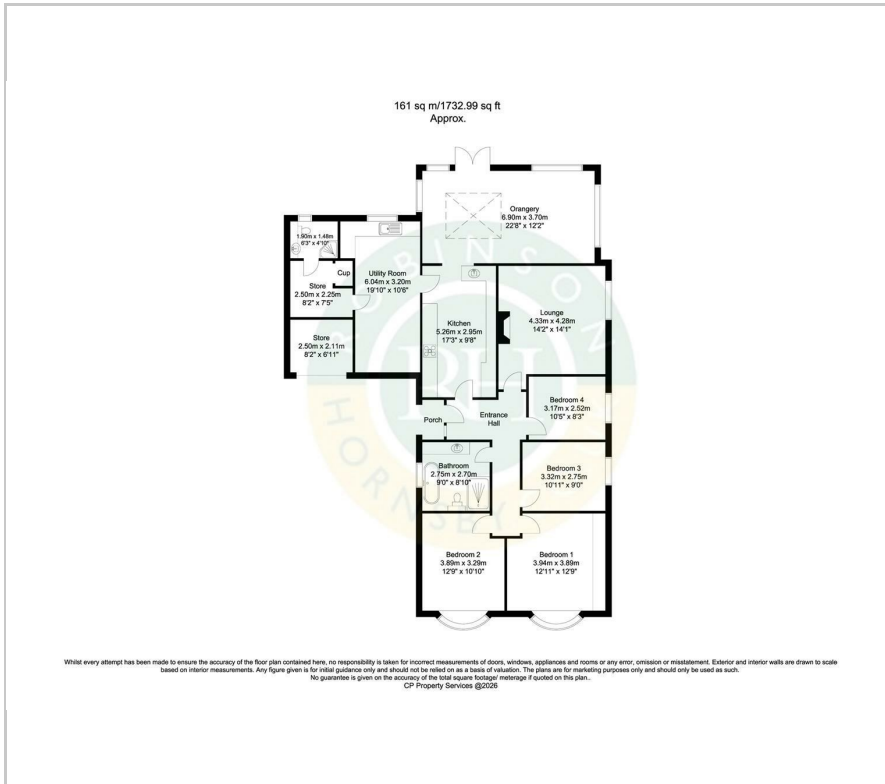 161 sq m/1732.99 sq ft
Approx.
Orangery
6.90m x 3.70m
22'8" x 12'2"
1.90m x 1.48m
6'3" x 4'10"
Cup
Utility Room
6.04m x 3.20m
19'10" x 10'6"
Store
2.50m x 2.25m
8'2" x 7'5"
Kitchen
5.26m x 2.95m
17'3" x 9'8"
Lounge
4.33m x 4.28m
14'2" x 14'1"
Store
2.50m x 2.11m
8'2" x 6'11"
Bedroom 4
3.17m x 2.52m
10'5" x 8'3"
Porch
Entrance
Hall
Bathroom
2.75m x 2.70m
9'0" x 8'10"
Bedroom 3
3.32m x 2.75m
10'11" x 9'0"
Bedroom 2
3.89m x 3.29m
12'9" x 10'10"
Bedroom 1
3.94m x 3.89m
12'11" x 12'9"
ROBINSON
RH
HORNSBY
Whilst every attempt has been made to ensure the accuracy of the floor plan contained here, no responsibility is taken for incorrect measurements of doors, windows, appliances and rooms or any error, omission or misstatement. Exterior and interior walls are drawn to scale
based on interior measurements. Any figure given is for initial guidance only and should not be relied on as a basis of valuation. The plans are for marketing purposes only and should only be used as such.
No guarantee is given on the accuracy of the total square footage/ meterage if quoted on this plan..
CP Property Services @2026